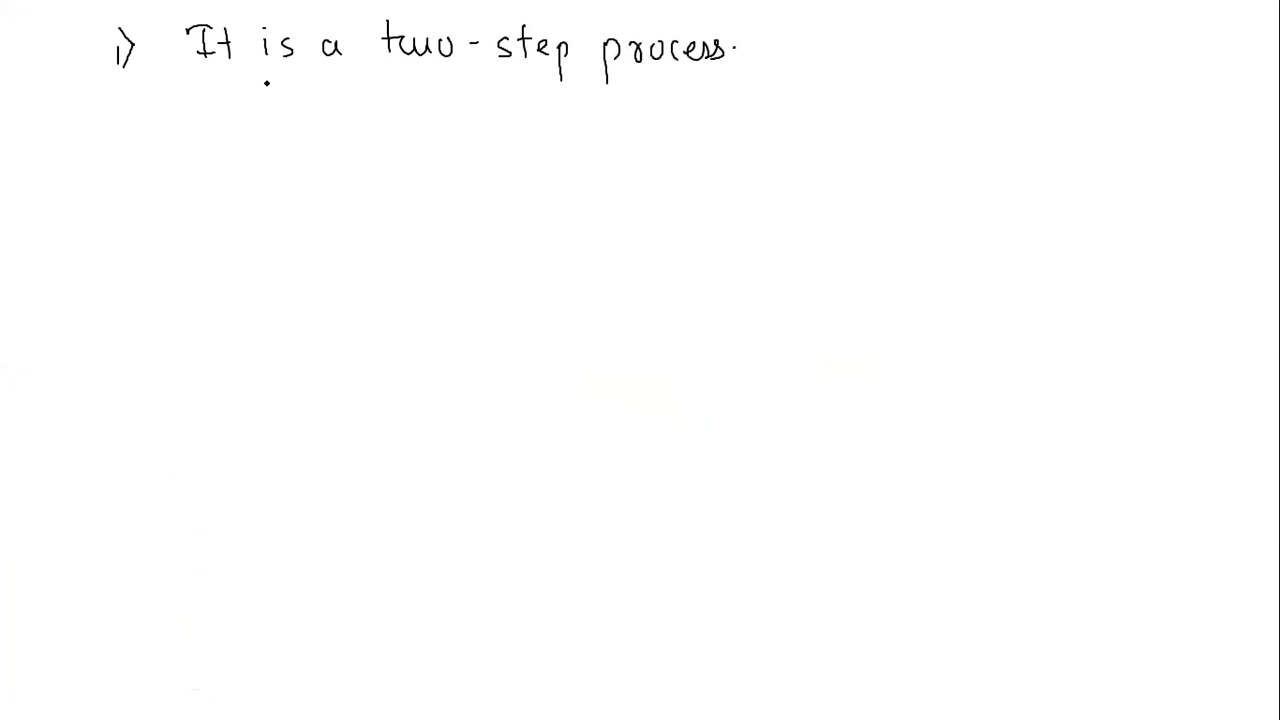 1) It is a two-step process.